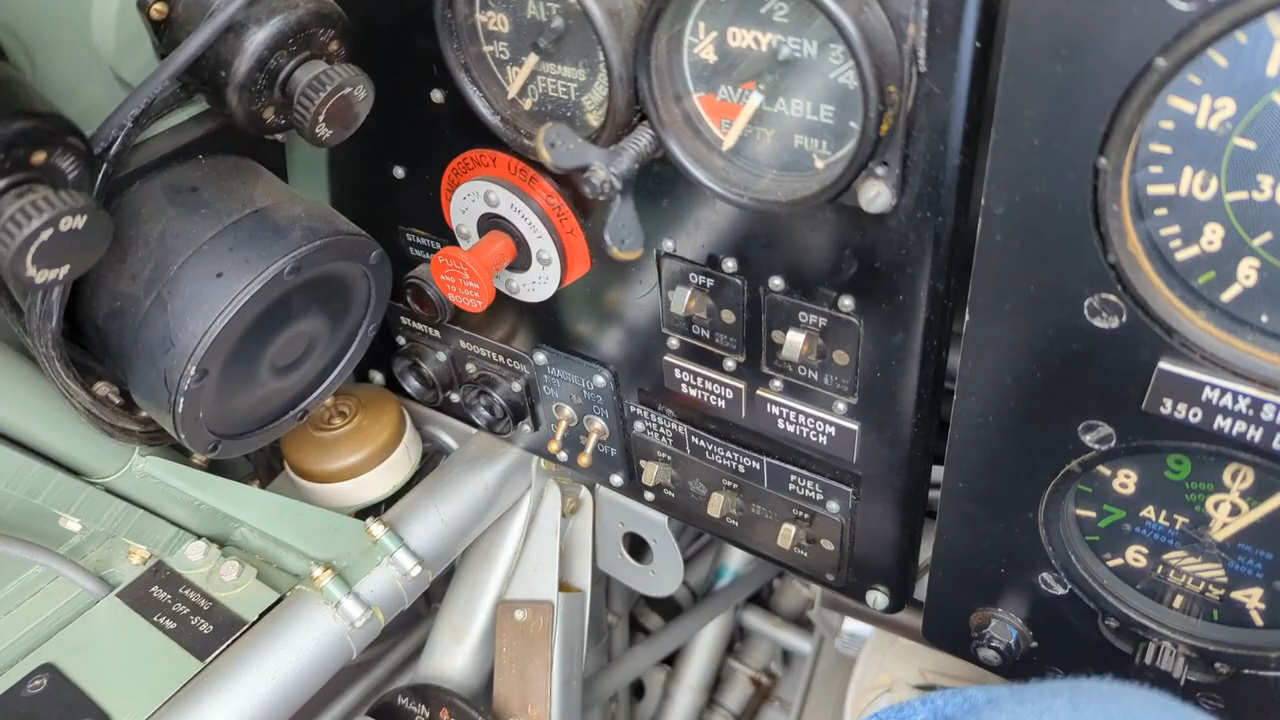 ALT
20
15
10
0
FEET
1/2
1/4
OXYGEN
3/4
AVAILABLE
EMPTY
FULL
ON
OFF
ON
OFF
EMERGENCY USE ONLY
BOOST
PULL
AND TURN
TO LOCK
BOOST
STARTER
STARTER
BOOSTER COIL
MAGNETO
Nº1
Nº2
ON
ON
OFF
OFF
ON
SOLENOID
SWITCH
OFF
ON
INTERCOM
SWITCH
PRESSURE
HEAD
HEAT
NAVIGATION
LIGHTS
FUEL
PUMP
OFF
ON
OFF
ON
OFF
ON
12
10
8
6
3
MAX. S
350 MPH
9
8
7
6
4
ALT
1000
LANDING
PORT-OFF-STBD
LAMP
MAIN